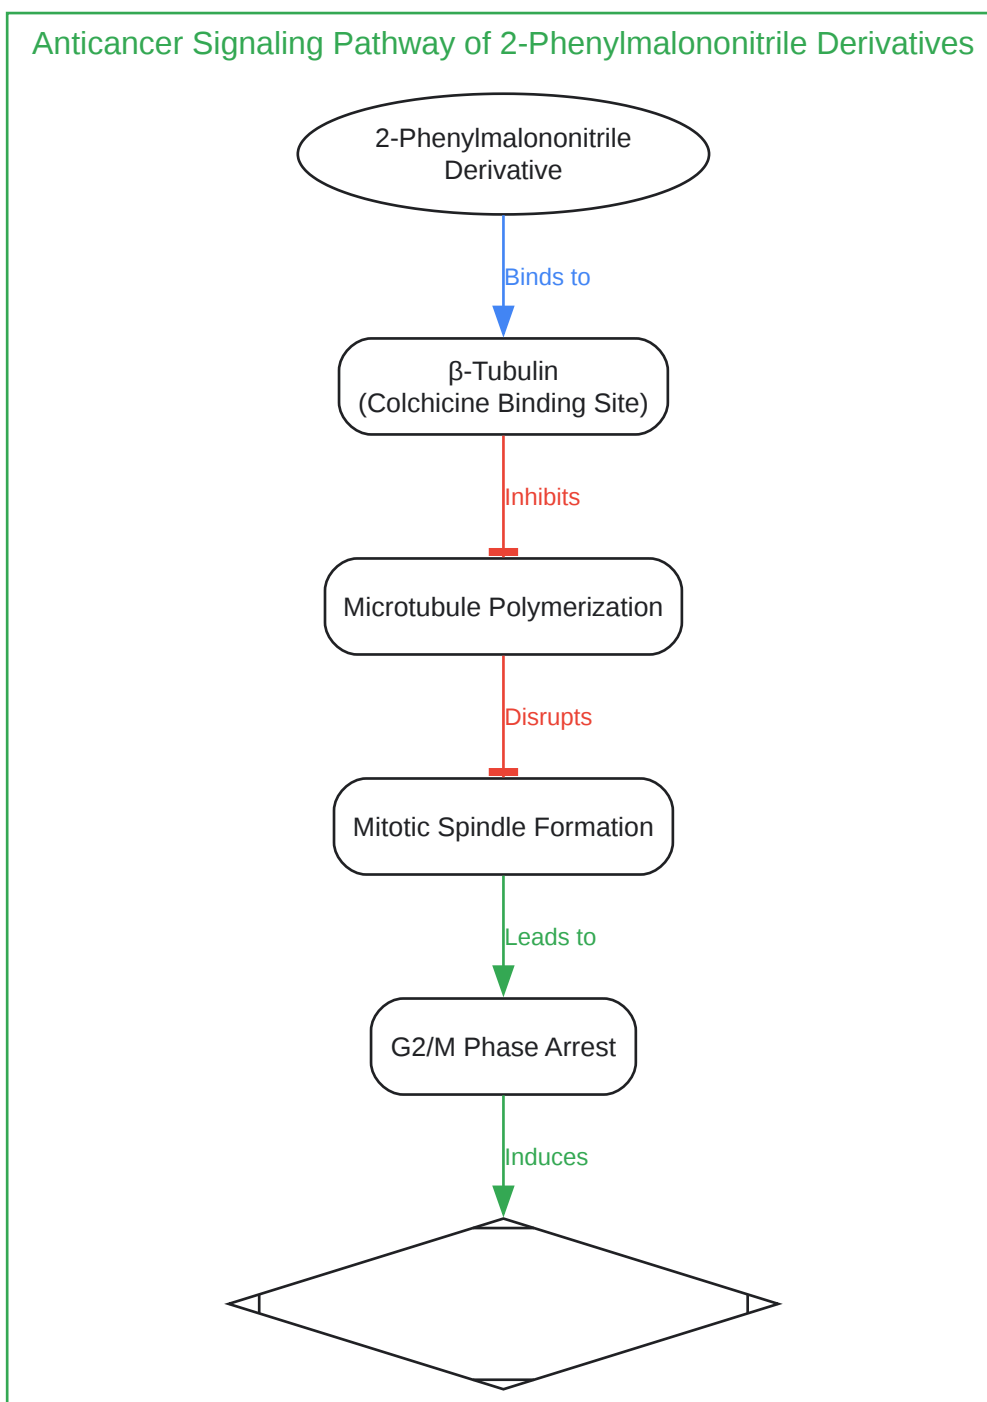 Anticancer Signaling Pathway of 2-Phenylmalononitrile Derivatives
2-Phenylmalononitrile
Derivative
Binds to
β-Tubulin
(Colchicine Binding Site)
Inhibits
Microtubule Polymerization
Disrupts
Mitotic Spindle Formation
Leads to
G2/M Phase Arrest
Induces